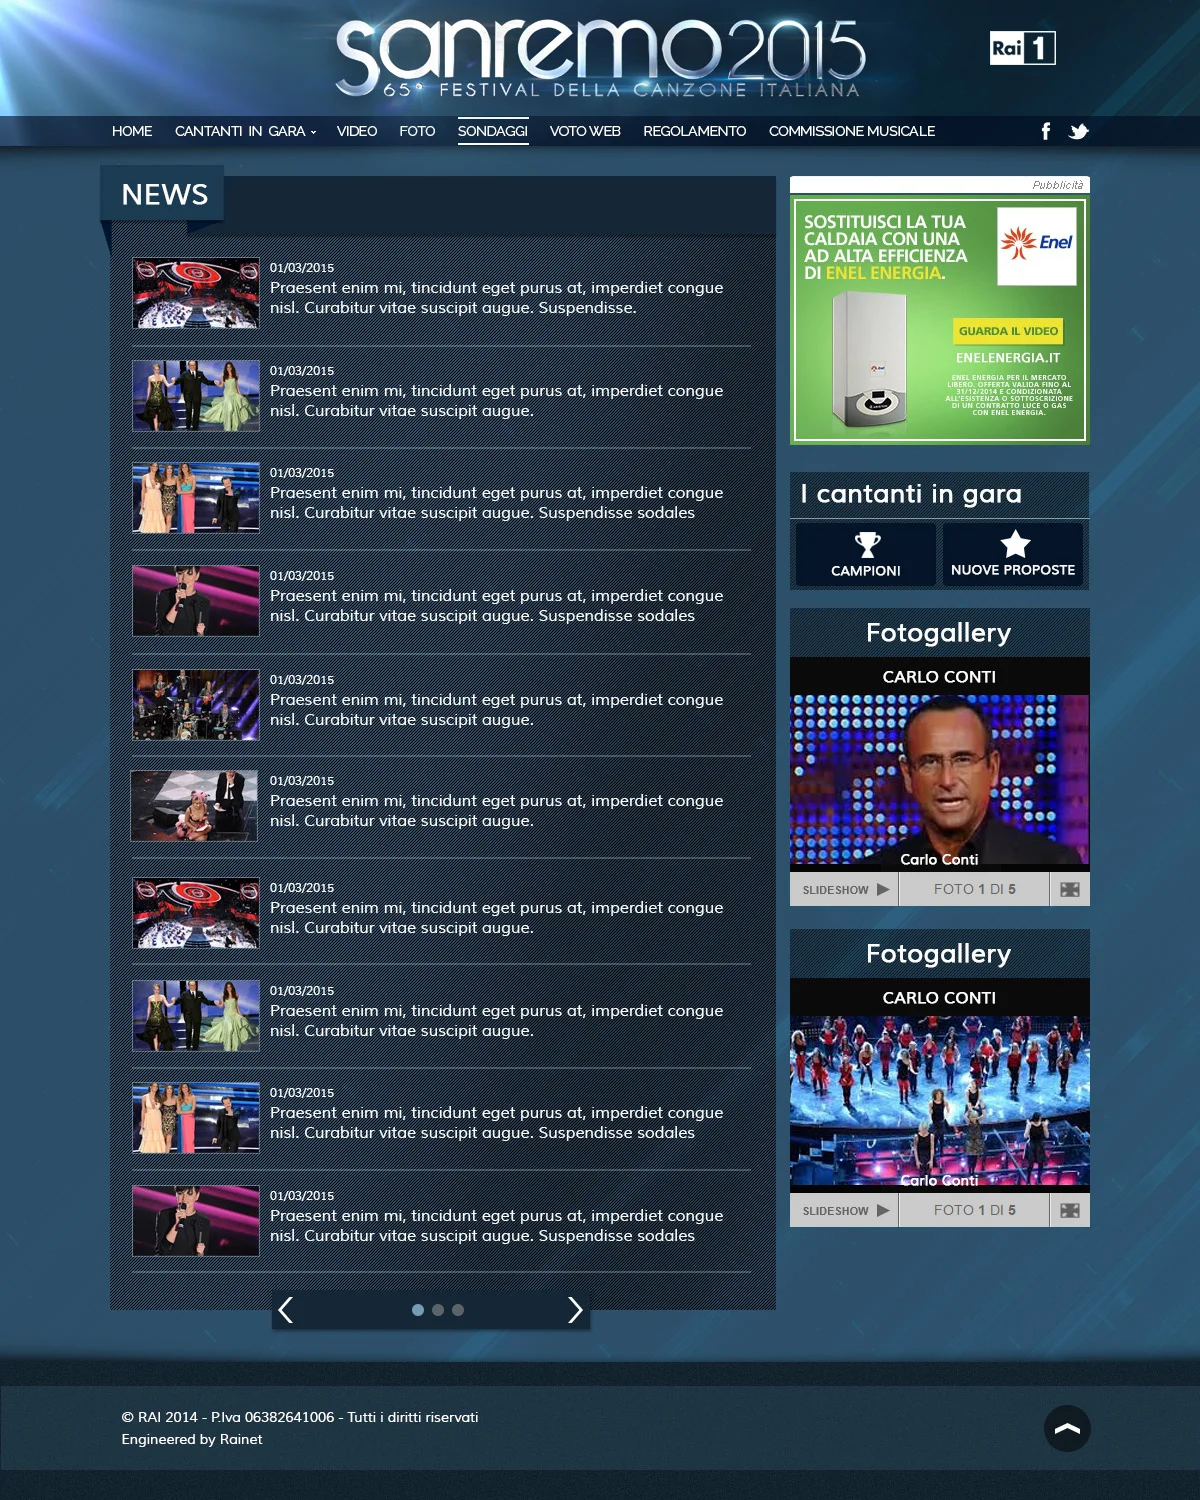 sanremo 2015
65° FESTIVAL DELLA CANZONE ITALIANA
Rai 1
HOME CANTANTI IN GARA VIDEO FOTO SONDAGGI VOTO WEB REGOLAMENTO COMMISSIONE MUSICALE
NEWS
01/03/2015
Praesent enim mi, tincidunt eget purus at, imperdiet congue
nisl. Curabitur vitae suscipit augue. Suspendisse.
01/03/2015
Praesent enim mi, tincidunt eget purus at, imperdiet congue
nisl. Curabitur vitae suscipit augue.
01/03/2015
Praesent enim mi, tincidunt eget purus at, imperdiet congue
nisl. Curabitur vitae suscipit augue. Suspendisse sodales
01/03/2015
Praesent enim mi, tincidunt eget purus at, imperdiet congue
nisl. Curabitur vitae suscipit augue. Suspendisse sodales
01/03/2015
Praesent enim mi, tincidunt eget purus at, imperdiet congue
nisl. Curabitur vitae suscipit augue.
01/03/2015
Praesent enim mi, tincidunt eget purus at, imperdiet congue
nisl. Curabitur vitae suscipit augue.
01/03/2015
Praesent enim mi, tincidunt eget purus at, imperdiet congue
nisl. Curabitur vitae suscipit augue.
01/03/2015
Praesent enim mi, tincidunt eget purus at, imperdiet congue
nisl. Curabitur vitae suscipit augue.
01/03/2015
Praesent enim mi, tincidunt eget purus at, imperdiet congue
nisl. Curabitur vitae suscipit augue. Suspendisse sodales
01/03/2015
Praesent enim mi, tincidunt eget purus at, imperdiet congue
nisl. Curabitur vitae suscipit augue. Suspendisse sodales
Pubblicità
SOSTITUISCI LA TUA
CALDAIA CON UNA
AD ALTA EFFICIENZA
DI ENEL ENERGIA.
Enel
GUARDA IL VIDEO
ENELENERGIA.IT
ENEL ENERGIA PER IL MERCATO
LIBERO. OFFERTA VALIDA FINO AL
31/12/2014 E CONDIZIONATA
ALL'ESISTENZA O SOTTOSCRIZIONE
DI UN CONTRATTO LUCE O GAS
CON ENEL ENERGIA.
I cantanti in gara
CAMPIONI
NUOVE PROPOSTE
Fotogallery
CARLO CONTI
Carlo Conti
SLIDESHOW FOTO 1 DI 5
Fotogallery
CARLO CONTI
Carlo Conti
SLIDESHOW FOTO 1 DI 5
© RAI 2014 - P.Iva 06382641006 - Tutti i diritti riservati
Engineered by Rainet